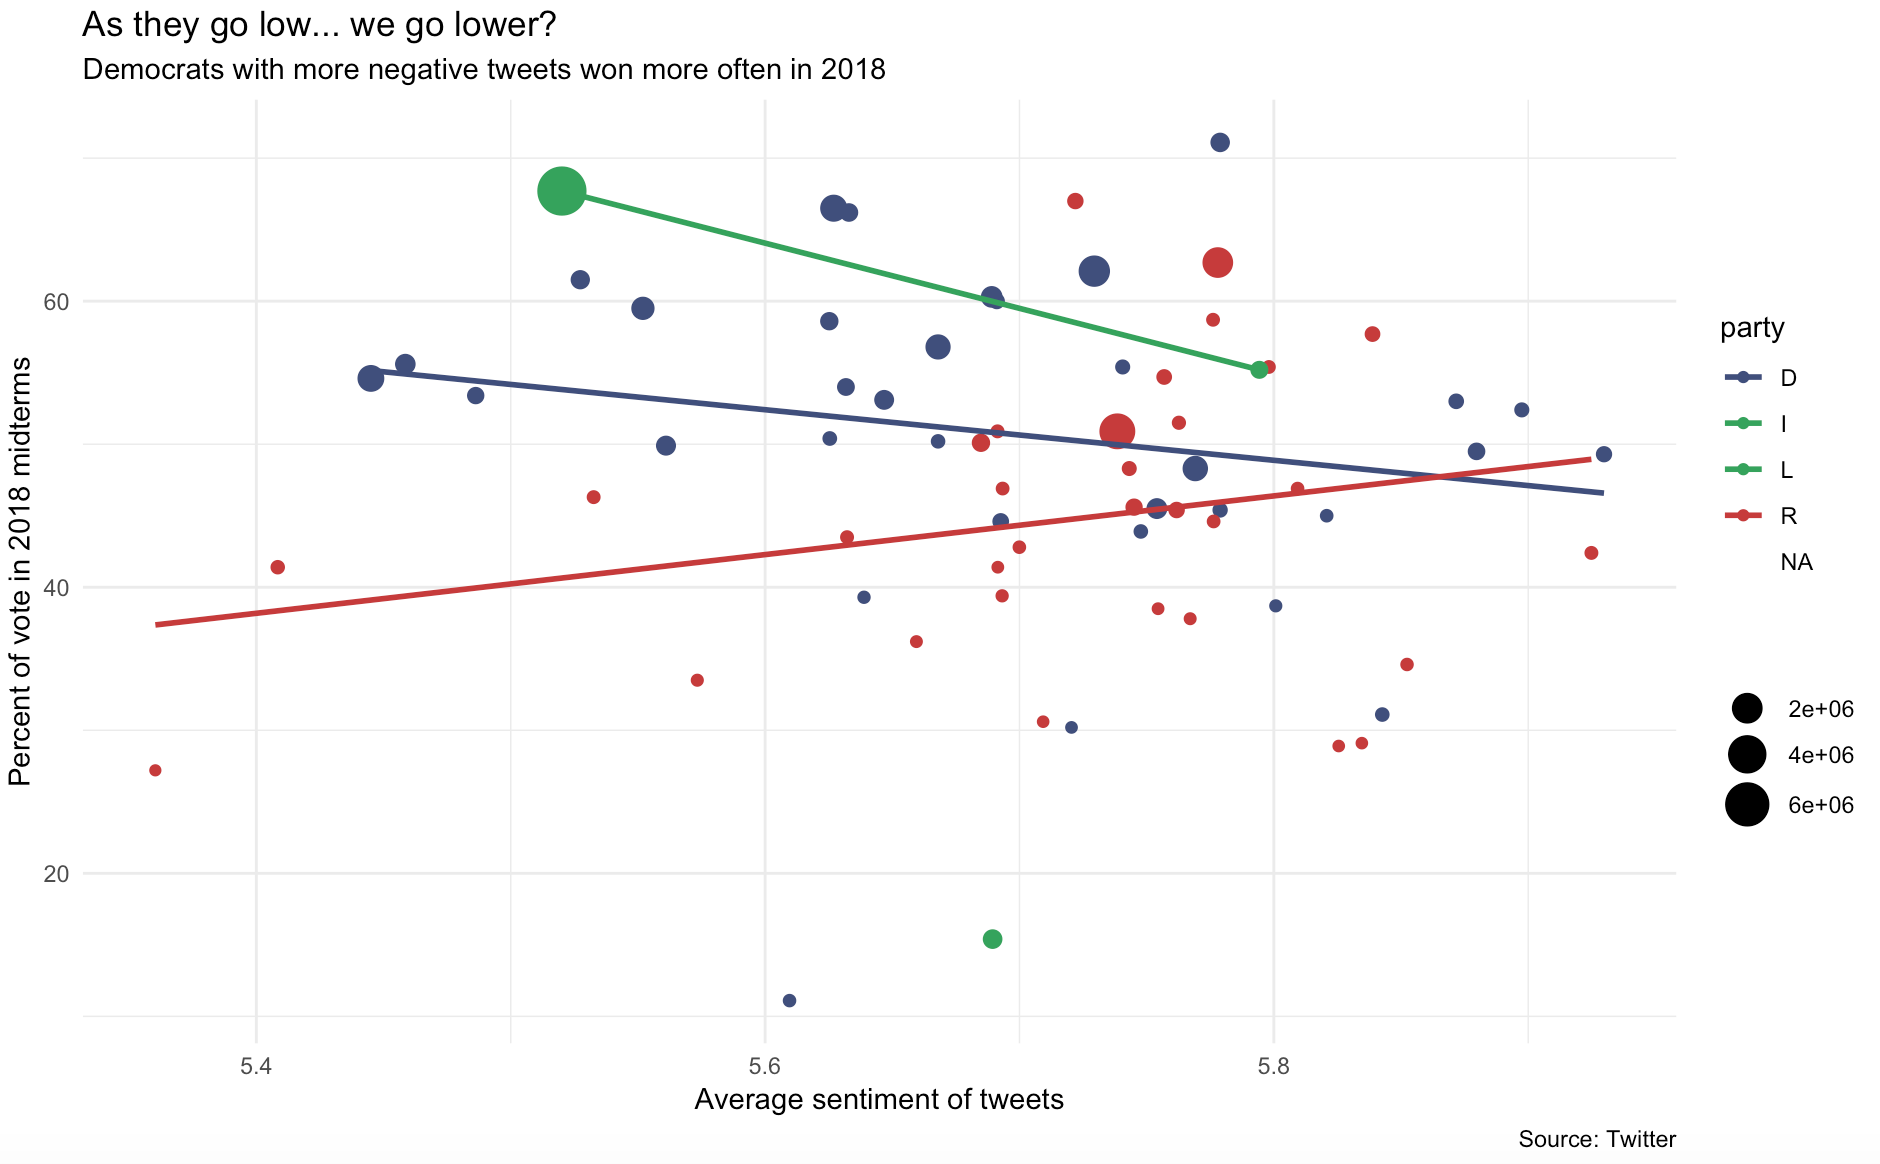 As they go low... we go lower?
Democrats with more negative tweets won more often in 2018
Percent of vote in 2018 midterms
60
40
20
5.4
5.6
5.8
Average sentiment of tweets
party
D
I
L
R
NA
2e+06
4e+06
6e+06
Source: Twitter